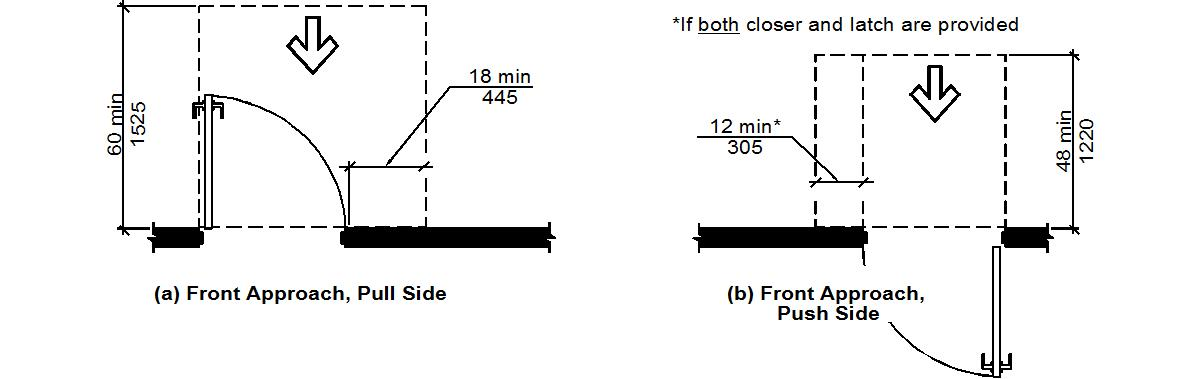 *If both closer and latch are provided
60 min
1525
18 min
445
12 min*
305
48 min
1220
(a) Front Approach, Pull Side
(b) Front Approach,
Push Side